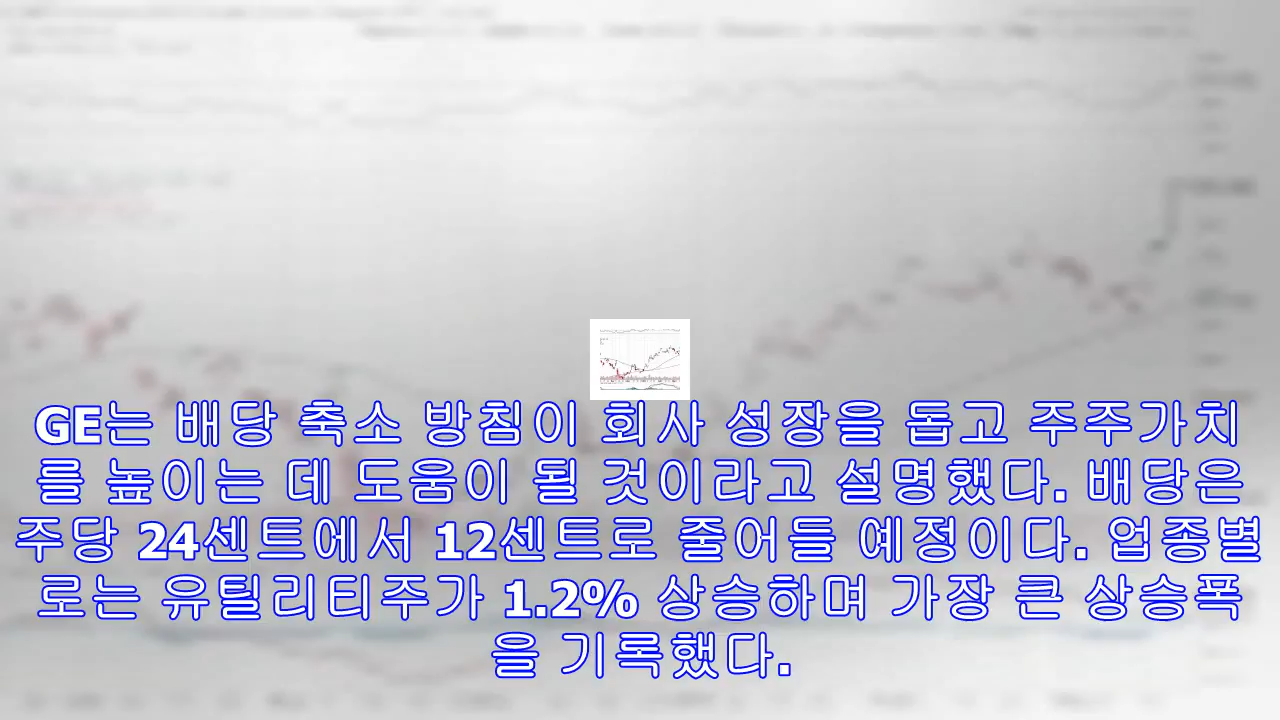 GE는 배당 축소 방침이 회사 성장을 돕고 주주가치
를 높이는 데 도움이 될 것이라고 설명했다. 배당은
주당 24센트에서 12센트로 줄어들 예정이다. 업종별
로는 유틸리티주가 1.2% 상승하며 가장 큰 상승폭
을 기록했다.